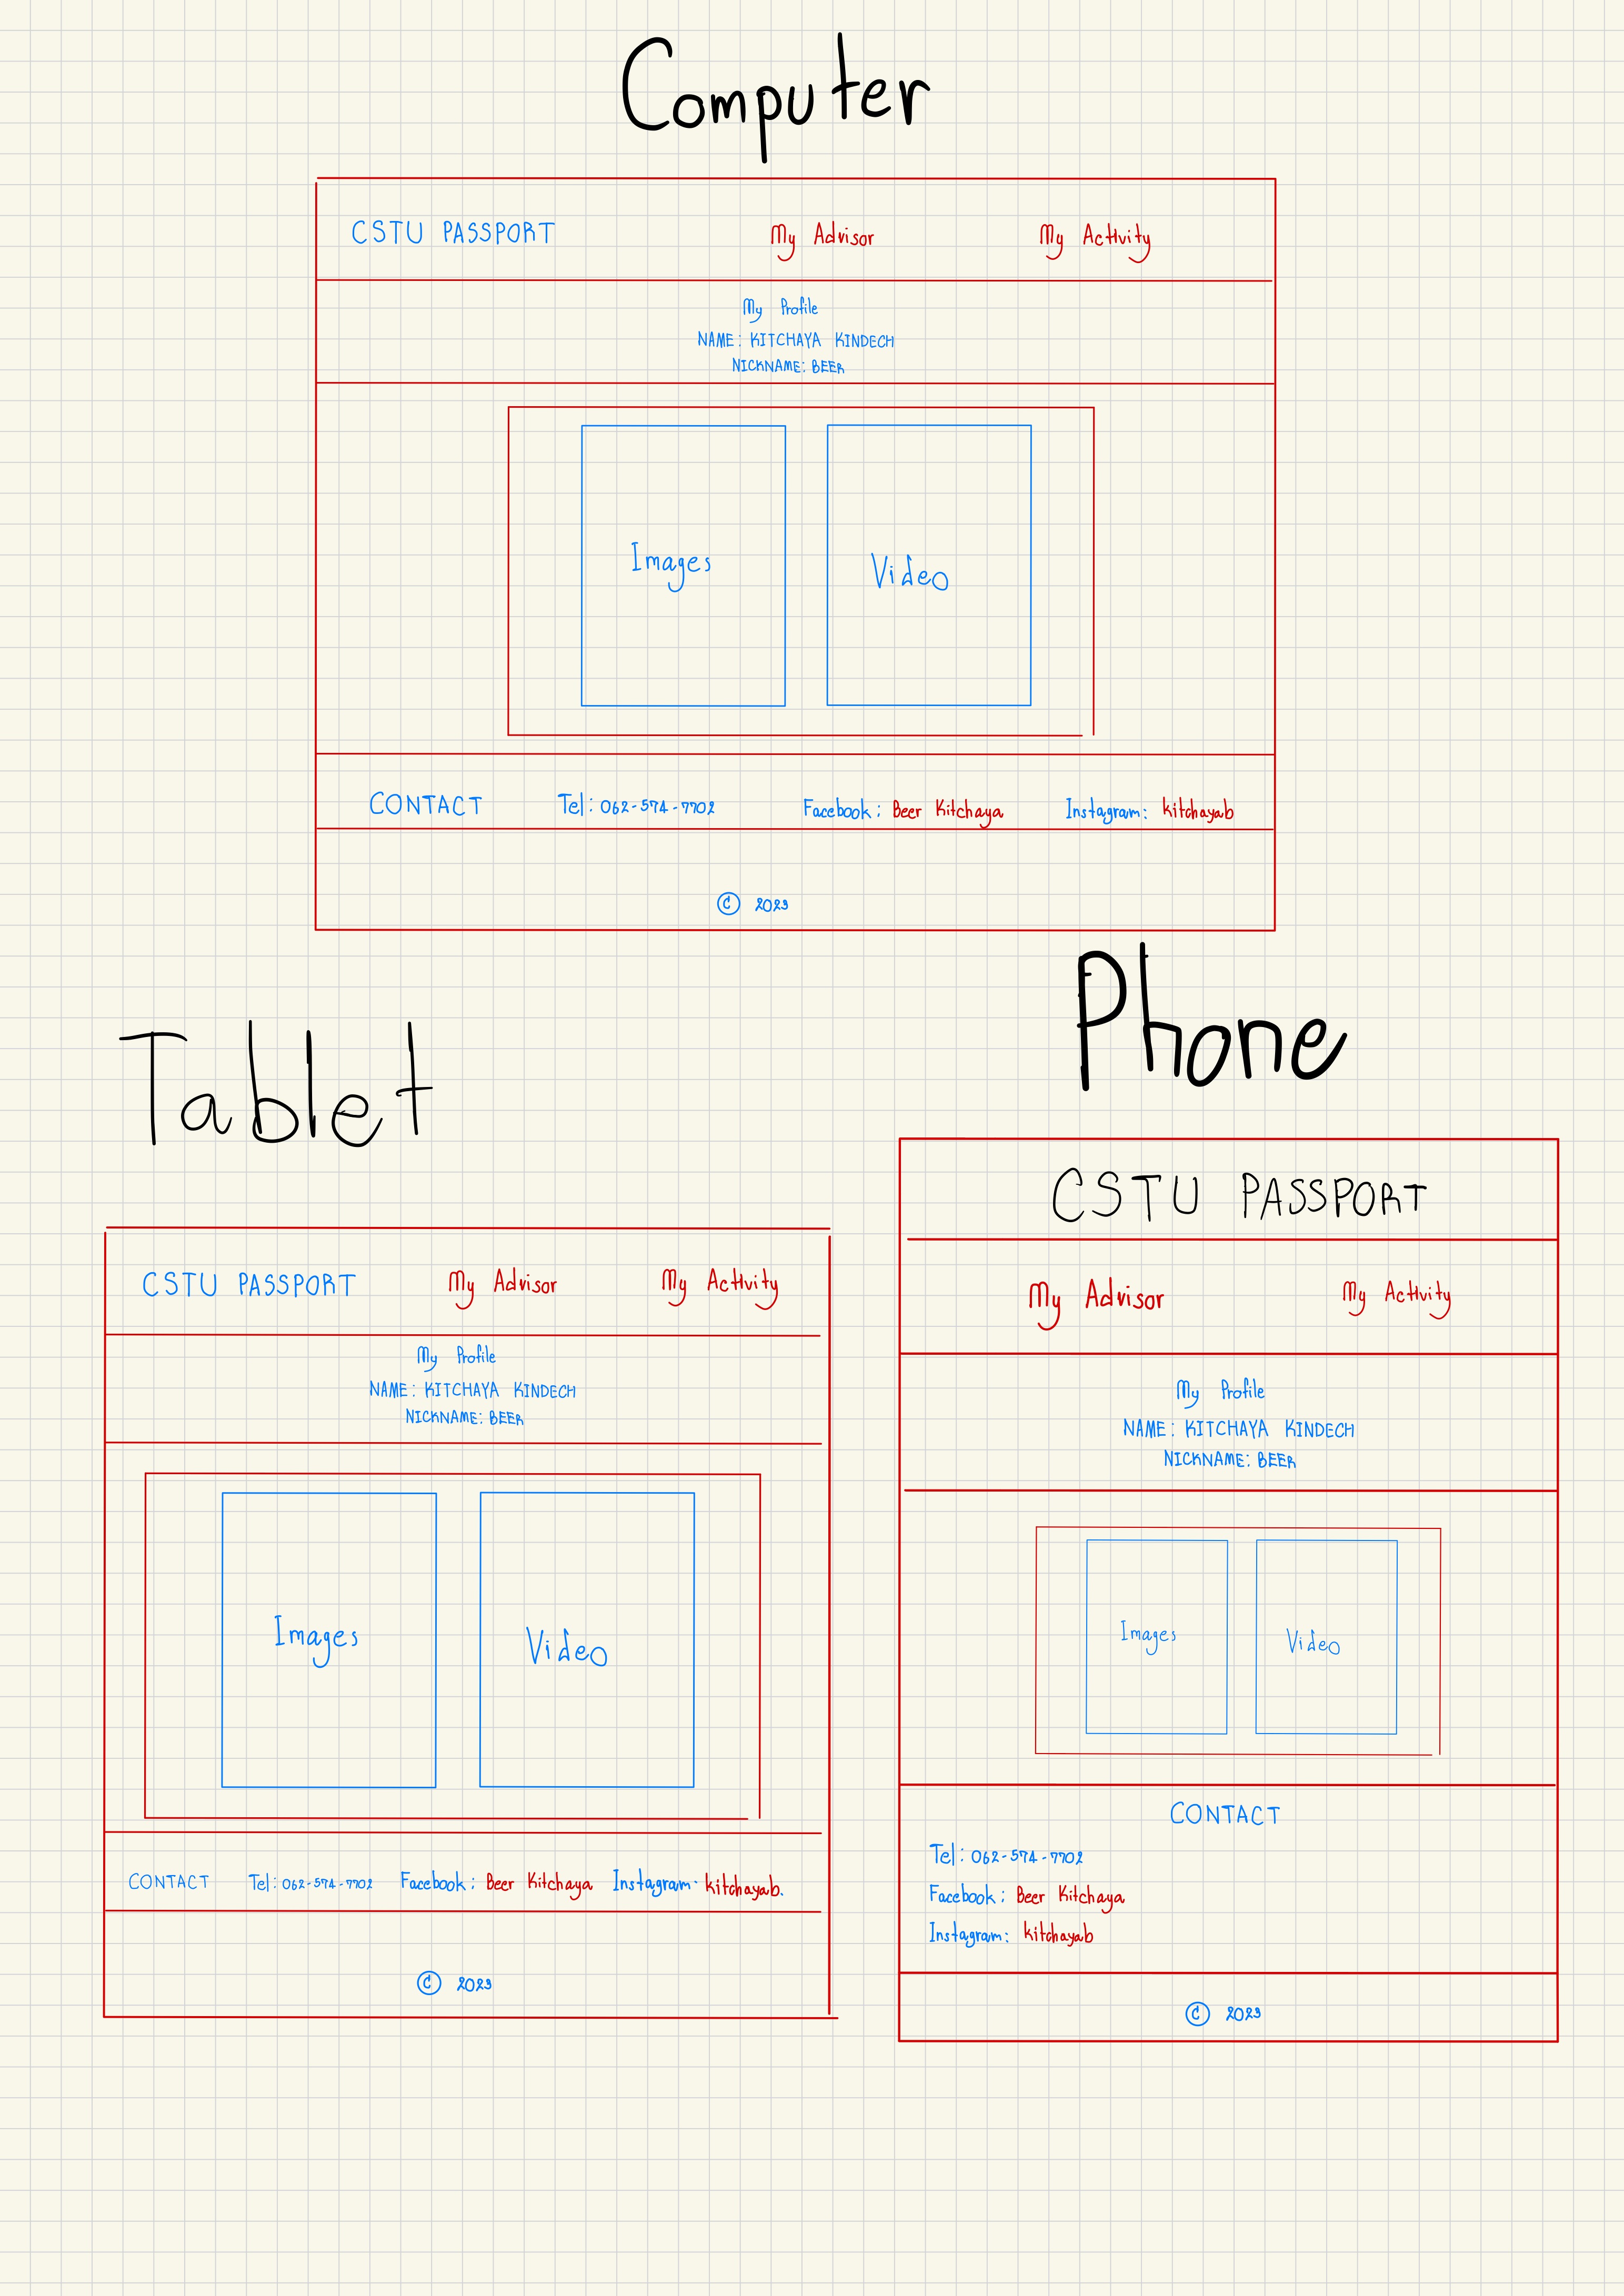 Computer
CSTU PASSPORT My Advisor My Activity
My Profile
NAME: KITCHAYA KINDECH
NICKNAME: BEER
Images Video
CONTACT Tel: 062-574-7702 Facebook: Beer Kitchaya Instagram: kitchayab
© 2023
Tablet
CSTU PASSPORT My Advisor My Activity
My Profile
NAME: KITCHAYA KINDECH
NICKNAME: BEER
Images Video
CONTACT Tel: 062-574-7702 Facebook: Beer Kitchaya Instagram: kitchayab.
© 2023
Phone
CSTU PASSPORT
My Advisor My Activity
My Profile
NAME: KITCHAYA KINDECH
NICKNAME: BEER
Images Video
CONTACT
Tel: 062-574-7702
Facebook: Beer Kitchaya
Instagram: kitchayab
© 2023